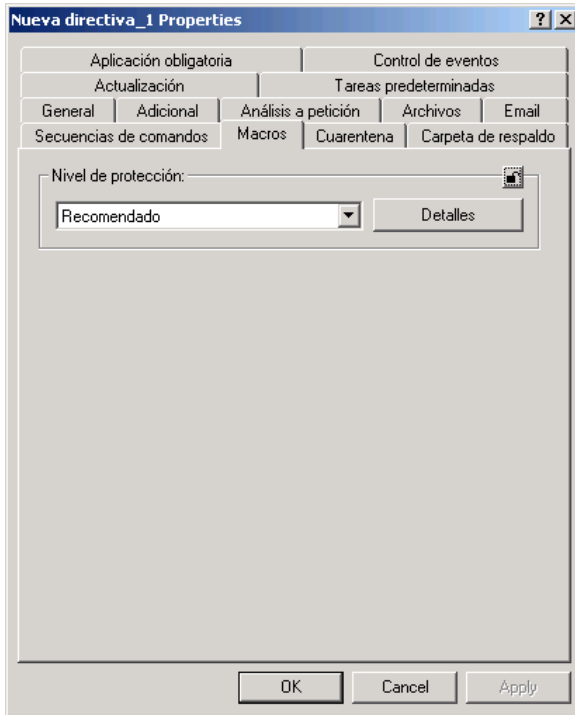 Nueva directiva_1 Properties
Aplicación obligatoria Control de eventos
Actualización Tareas predeterminadas
General Adicional Análisis a petición Archivos Email
Secuencias de comandos Macros Cuarentena Carpeta de respaldo
Nivel de protección:
Recomendado Detalles
OK Cancel Apply